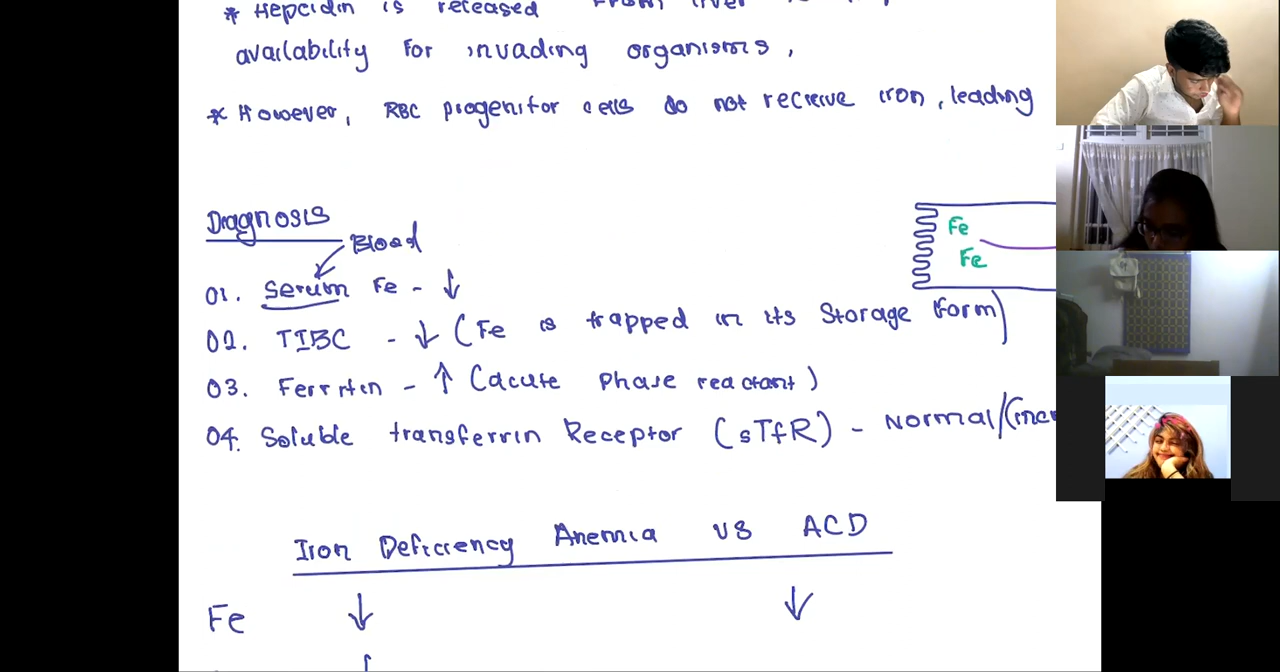 * Hepcidin is released from liver
availability for invading organisms,
* However, RBC progenitor cells do not recieve iron, leading
Diagnosis
Blood
01. Serum Fe - ↓
Fe
Fe
02. TIBC - ↓ (Fe is trapped in its storage form)
03. Ferritin - ↑ (acute phase reactant)
04. Soluble transferrin Receptor (sTfR) - Normal/(
Iron Deficiency Anemia vs ACD
Fe ↓ ↓